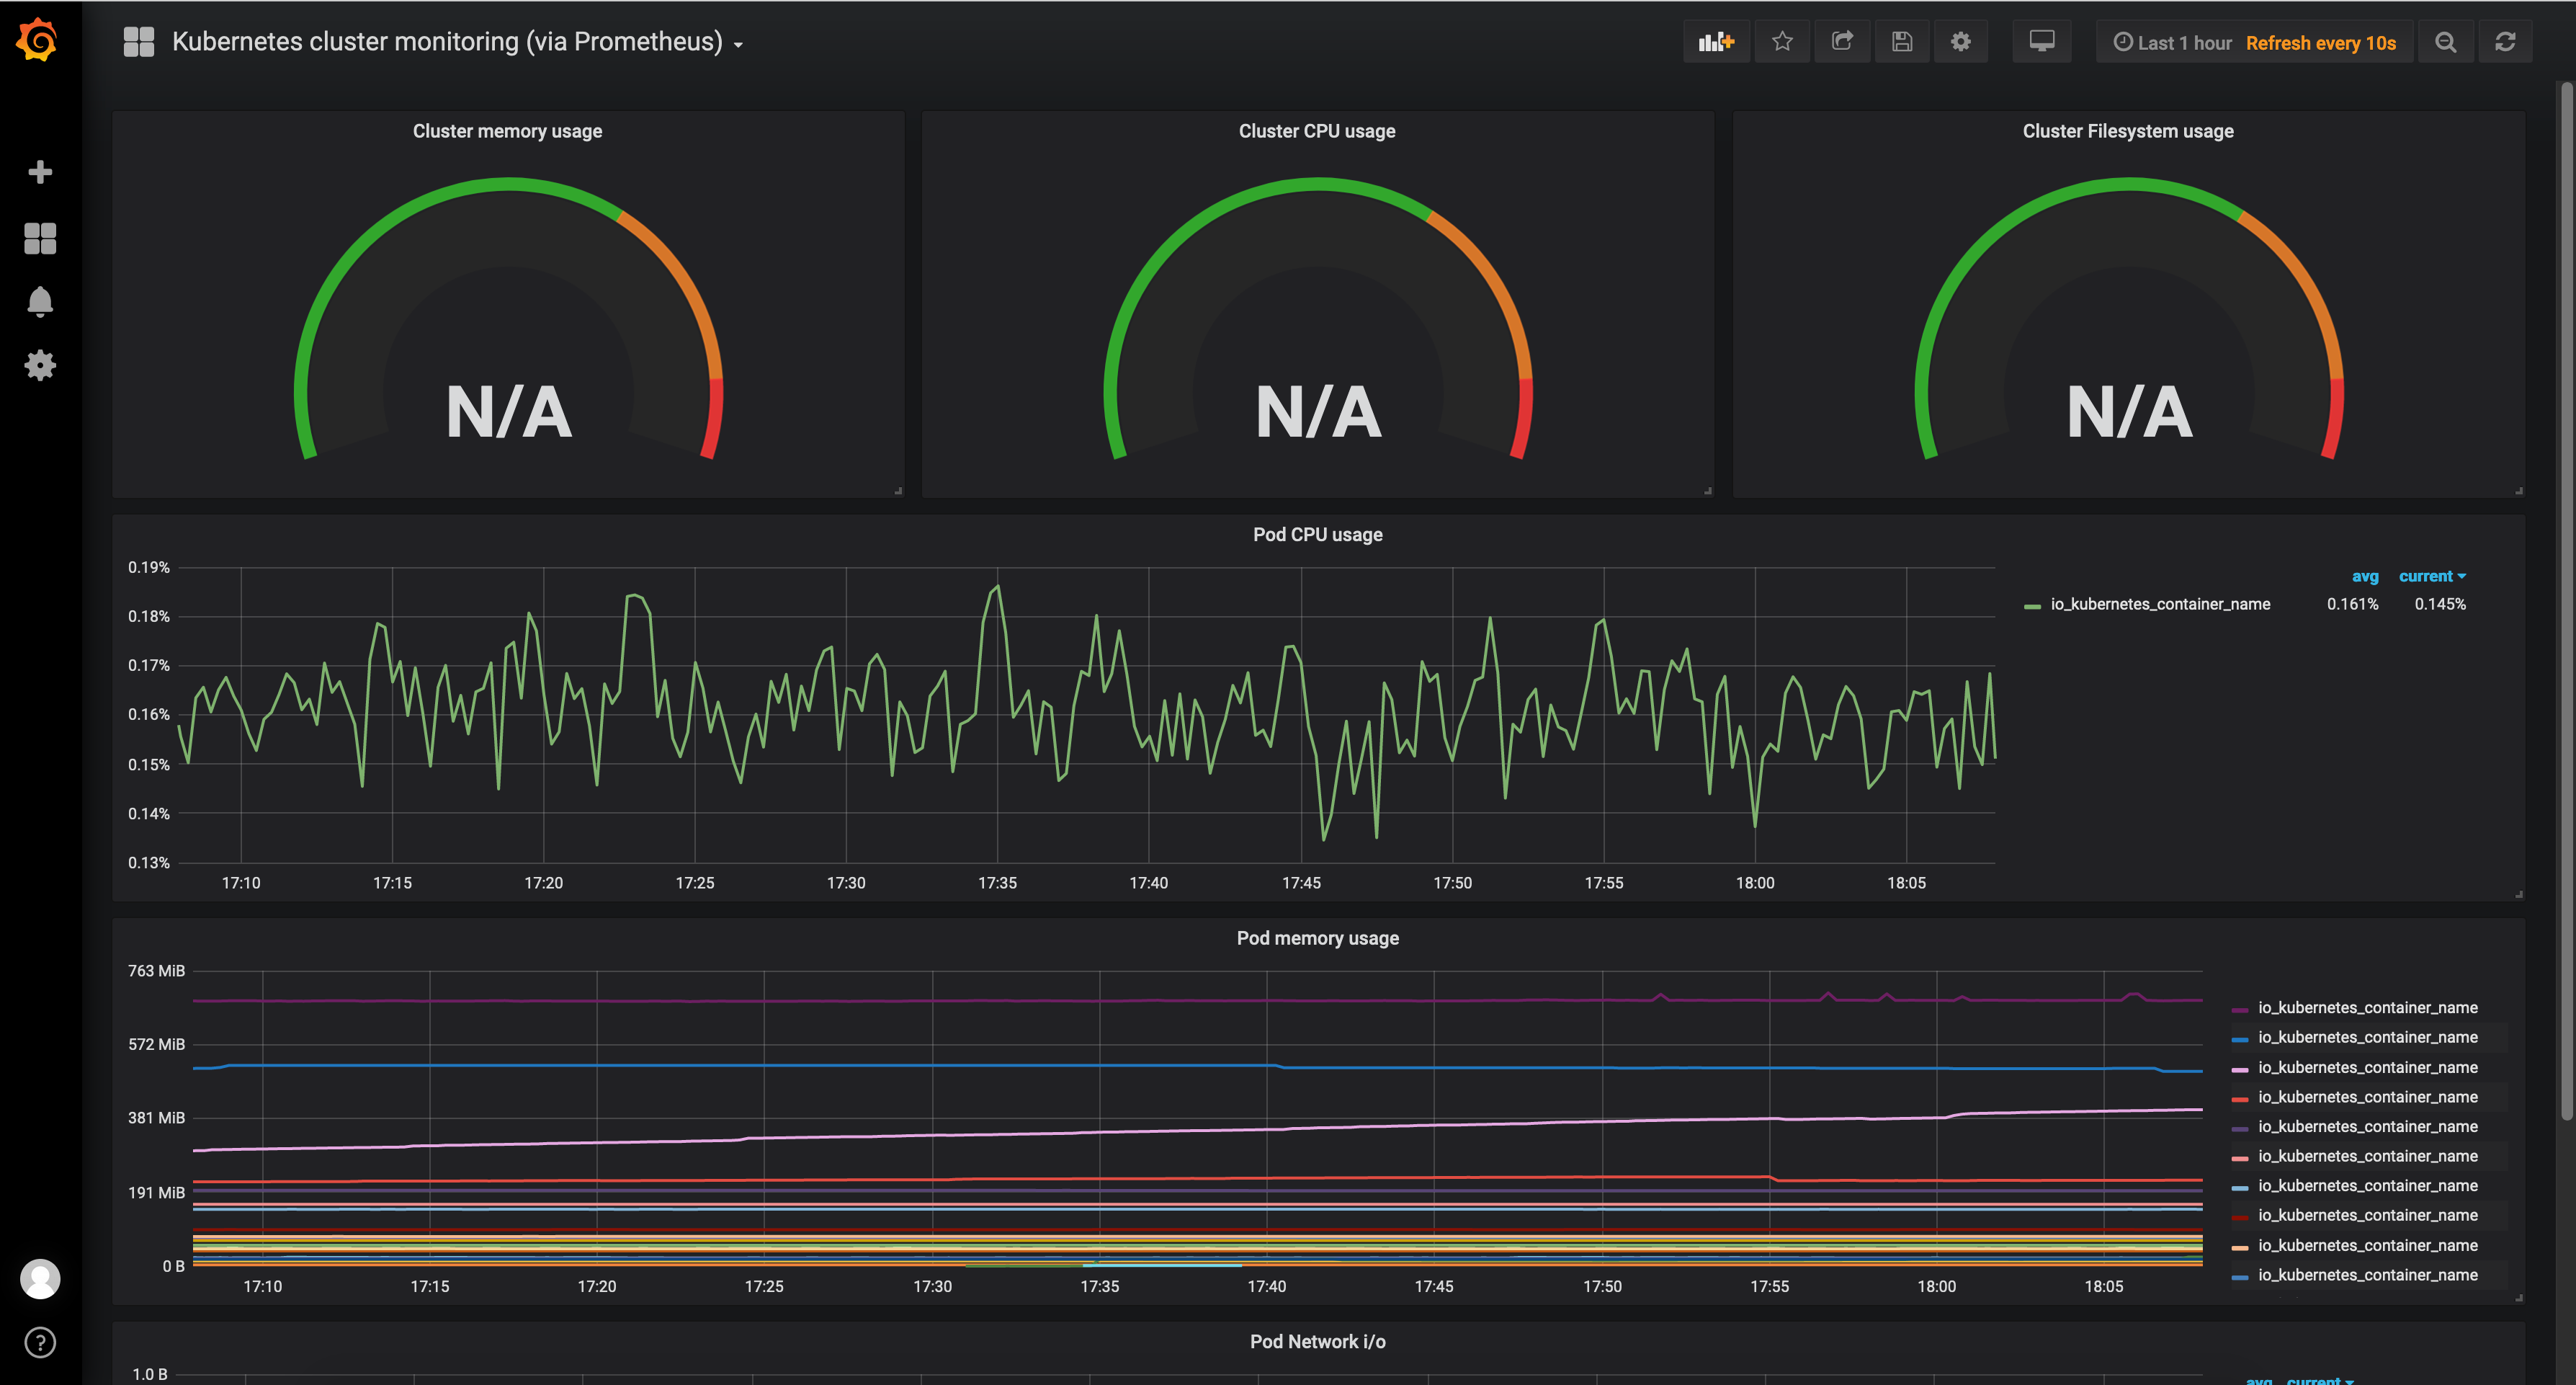 Kubernetes cluster monitoring (via Prometheus)
Last 1 hour Refresh every 10s
Cluster memory usage
N/A
Cluster CPU usage
N/A
Cluster Filesystem usage
N/A
Pod CPU usage
0.19%
0.18%
0.17%
0.16%
0.15%
0.14%
0.13%
17:10 17:15 17:20 17:25 17:30 17:35 17:40 17:45 17:50 17:55 18:00 18:05
avg current
io_kubernetes_container_name 0.161% 0.145%
Pod memory usage
763 MiB
572 MiB
381 MiB
191 MiB
0 B
17:10 17:15 17:20 17:25 17:30 17:35 17:40 17:45 17:50 17:55 18:00 18:05
io_kubernetes_container_name
io_kubernetes_container_name
io_kubernetes_container_name
io_kubernetes_container_name
io_kubernetes_container_name
io_kubernetes_container_name
io_kubernetes_container_name
io_kubernetes_container_name
io_kubernetes_container_name
io_kubernetes_container_name
Pod Network i/o
1.0 B
avg current